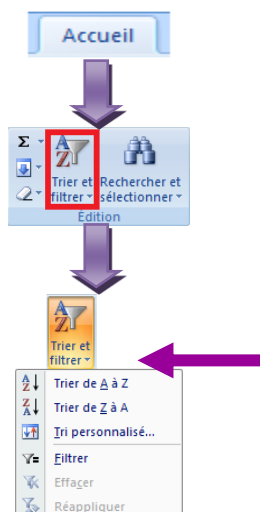 Accueil
Σ
Trier et
filtrer
Rechercher et
sélectionner
Édition
Trier et
filtrer
Trier de A à Z
Trier de Z à A
Tri personnalisé...
Filtrer
Effacer
Réappliquer